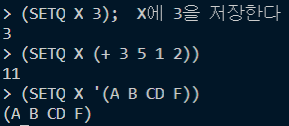 > (SETQ X 3);  X에 3을 저장한다
3
> (SETQ X (+ 3 5 1 2))
11
> (SETQ X '(A B CD F))
(A B CD F)